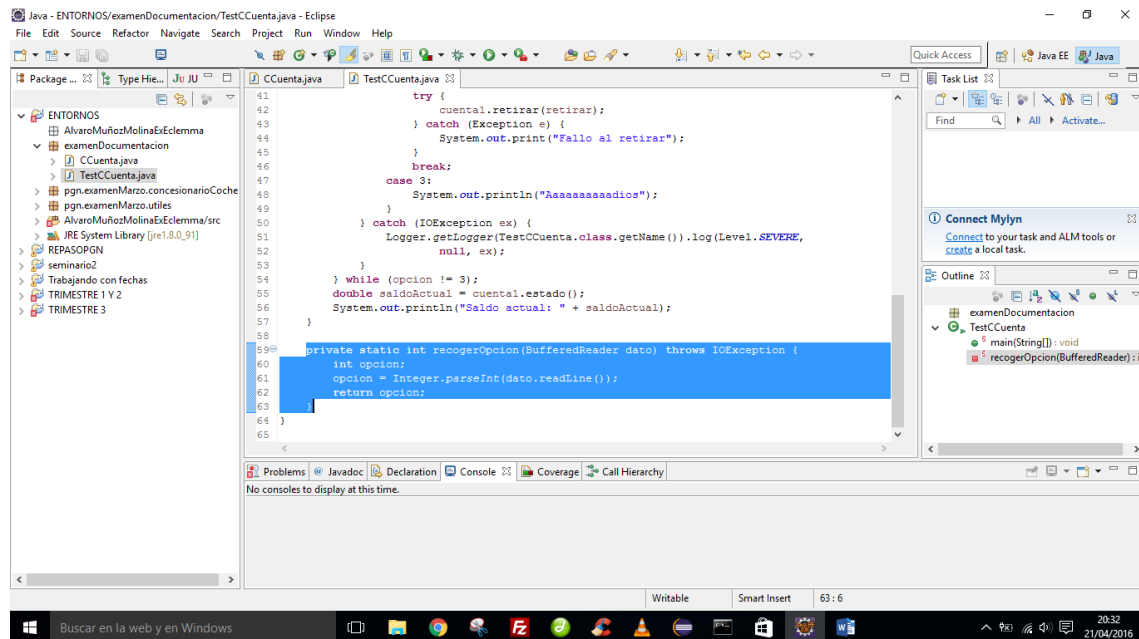 Java - ENTORNOS/examenDocumentacion/TestCCuenta.java - Eclipse
File Edit Source Refactor Navigate Search Project Run Window Help
Quick Access Java EE Java
Package ... Type Hie... Ju JU
ENTORNOS
AlvaroMuñozMolinaExEclemma
examenDocumentacion
CCuenta.java
TestCCuenta.java
pgn.examenMarzo.concesionarioCoche
pgn.examenMarzo.utiles
AlvaroMuñozMolinaExEclemma/src
JRE System Library [jre1.8.0_91]
REPASOPGN
seminario2
Trabajando con fechas
TRIMESTRE 1 Y 2
TRIMESTRE 3
CCuenta.java TestCCuenta.java
41 try {
42 cuenta1.retirar(retirar);
43 } catch (Exception e) {
44 System.out.print("Fallo al retirar");
45 }
46 break;
47 case 3:
48 System.out.println("Aaaaaaaaaadios");
49 }
50 } catch (IOException ex) {
51 Logger.getLogger(TestCCuenta.class.getName()).log(Level.SEVERE,
52 null, ex);
53 }
54 } while (opcion != 3);
55 double saldoActual = cuenta1.estado();
56 System.out.println("Saldo actual: " + saldoActual);
57 }
58
59 private static int recogerOpcion(BufferedReader dato) throws IOException {
60 int opcion;
61 opcion = Integer.parseInt(dato.readLine());
62 return opcion;
63 }
64 }
65
Task List
Find All Activate...
Connect Mylyn
Connect to your task and ALM tools or
create a local task.
Outline
examenDocumentacion
TestCCuenta
main(String[]) : void
recogerOpcion(BufferedReader) : i
Problems Javadoc Declaration Console Coverage Call Hierarchy
No consoles to display at this time.
Writable Smart Insert 63 : 6
Buscar en la web y en Windows
20:32
21/04/2016